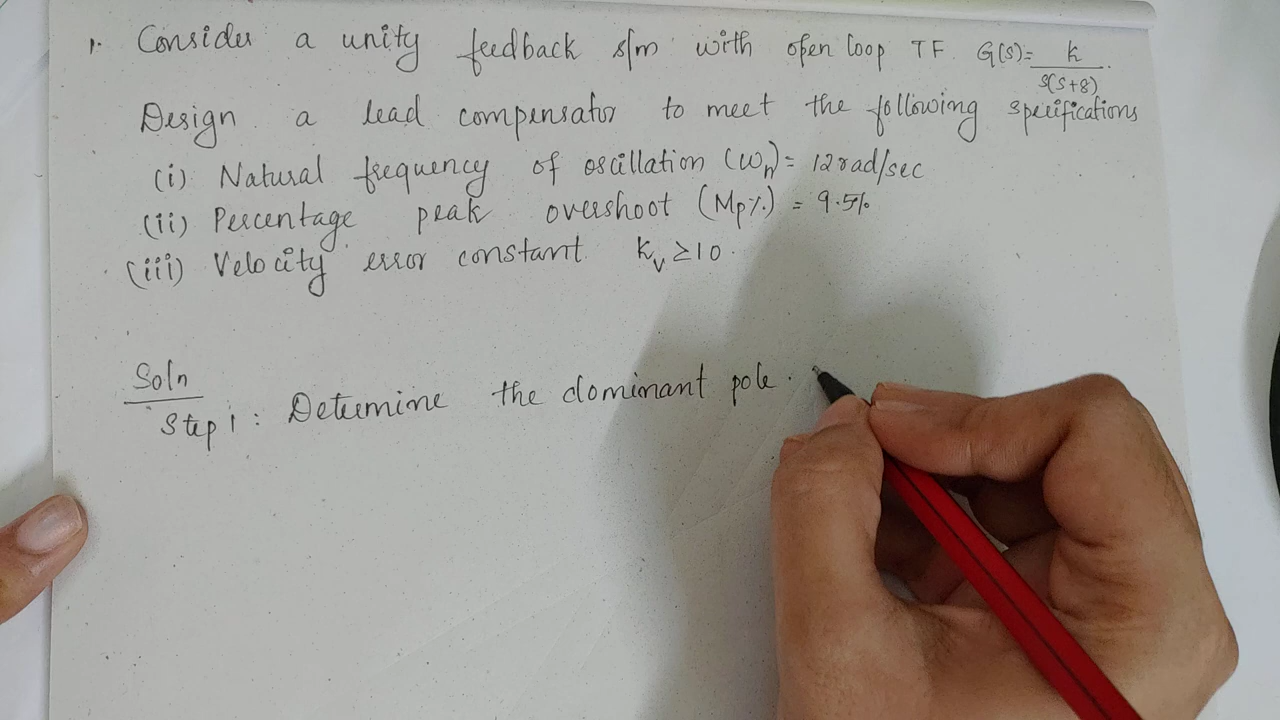 1. Consider a unity feedback s/m with open loop TF G(s)= k/s(s+8).
Design a lead compensator to meet the following specifications
(i) Natural frequency of oscillation (ωn)= 12 rad/sec
(ii) Percentage peak overshoot (Mp%) = 9.5%
(iii) Velocity error constant kv ≥10.
Soln
Step 1: Determine the dominant pole.